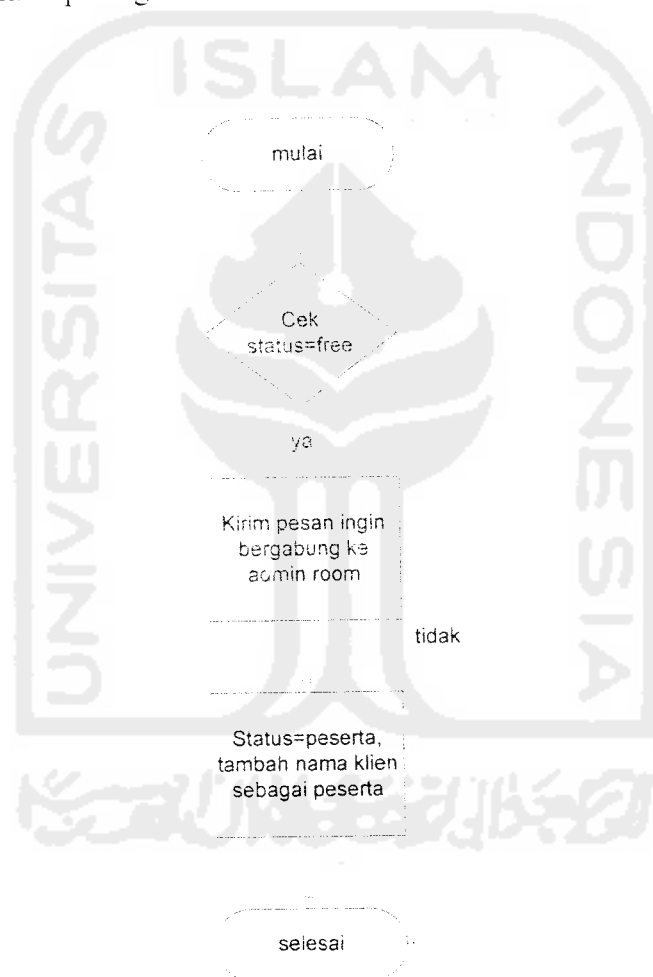 ISLAM
UNIVERSITAS
INDONESIA
mulai
Cek
status=free
ya
Kirim pesan ingin
bergabung ke
admin room
tidak
Status=peserta,
tambah nama klien
sebagai peserta
selesai